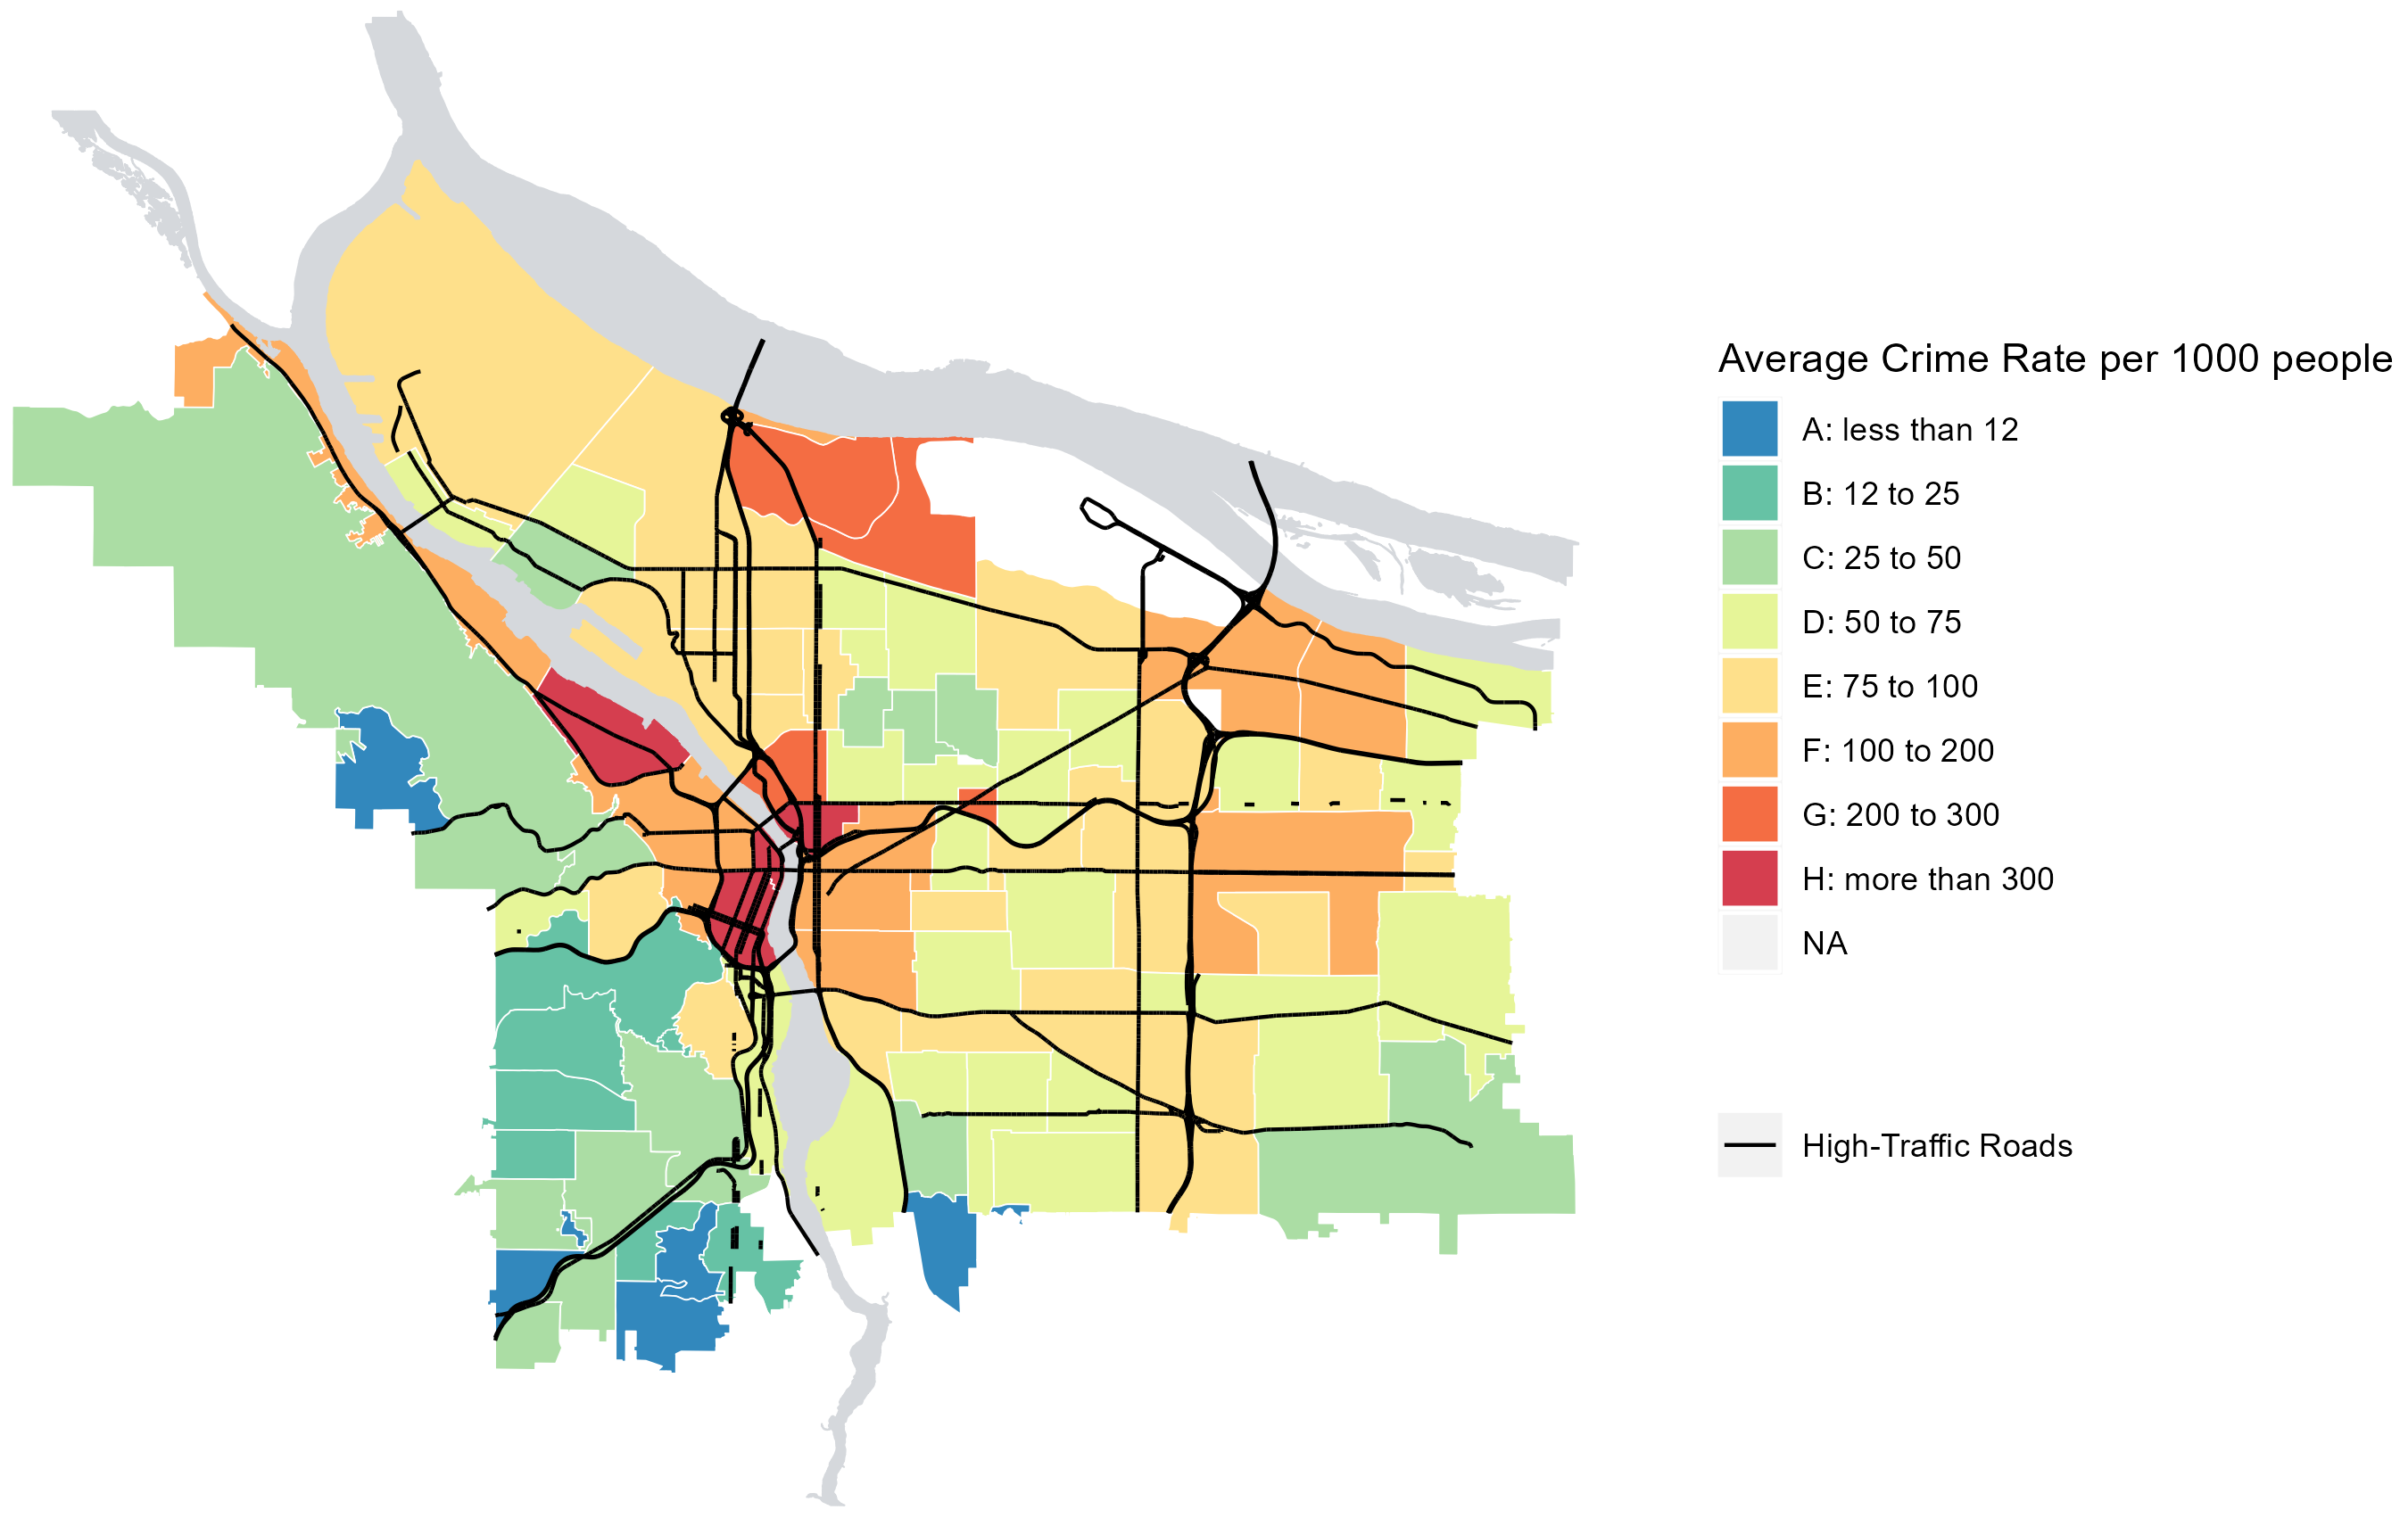 Average Crime Rate per 1000 people
A: less than 12
B: 12 to 25
C: 25 to 50
D: 50 to 75
E: 75 to 100
F: 100 to 200
G: 200 to 300
H: more than 300
NA
High-Traffic Roads